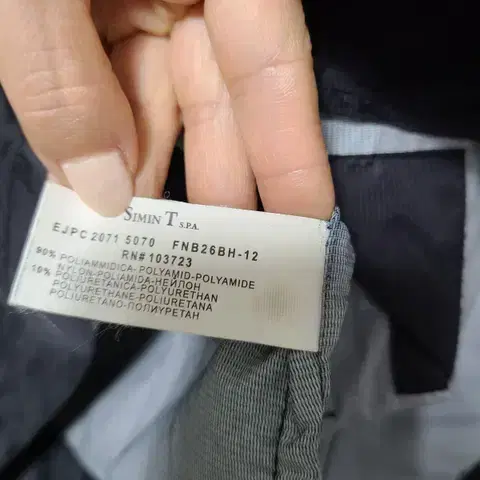 SIMIN T S.P.A.
EJPC 2071 5070 FNB26BH-12
RN#103723
90% POLIAMMIDICA-POLYAMID-POLYAMIDE
NYLON-POLIAMIDA-НЕЙЛОН
10% POLIURETANICA-POLYURETHAN
POLYURETHANE-POLIURETANA
POLIURETANO-ПОЛИУРЕТАН